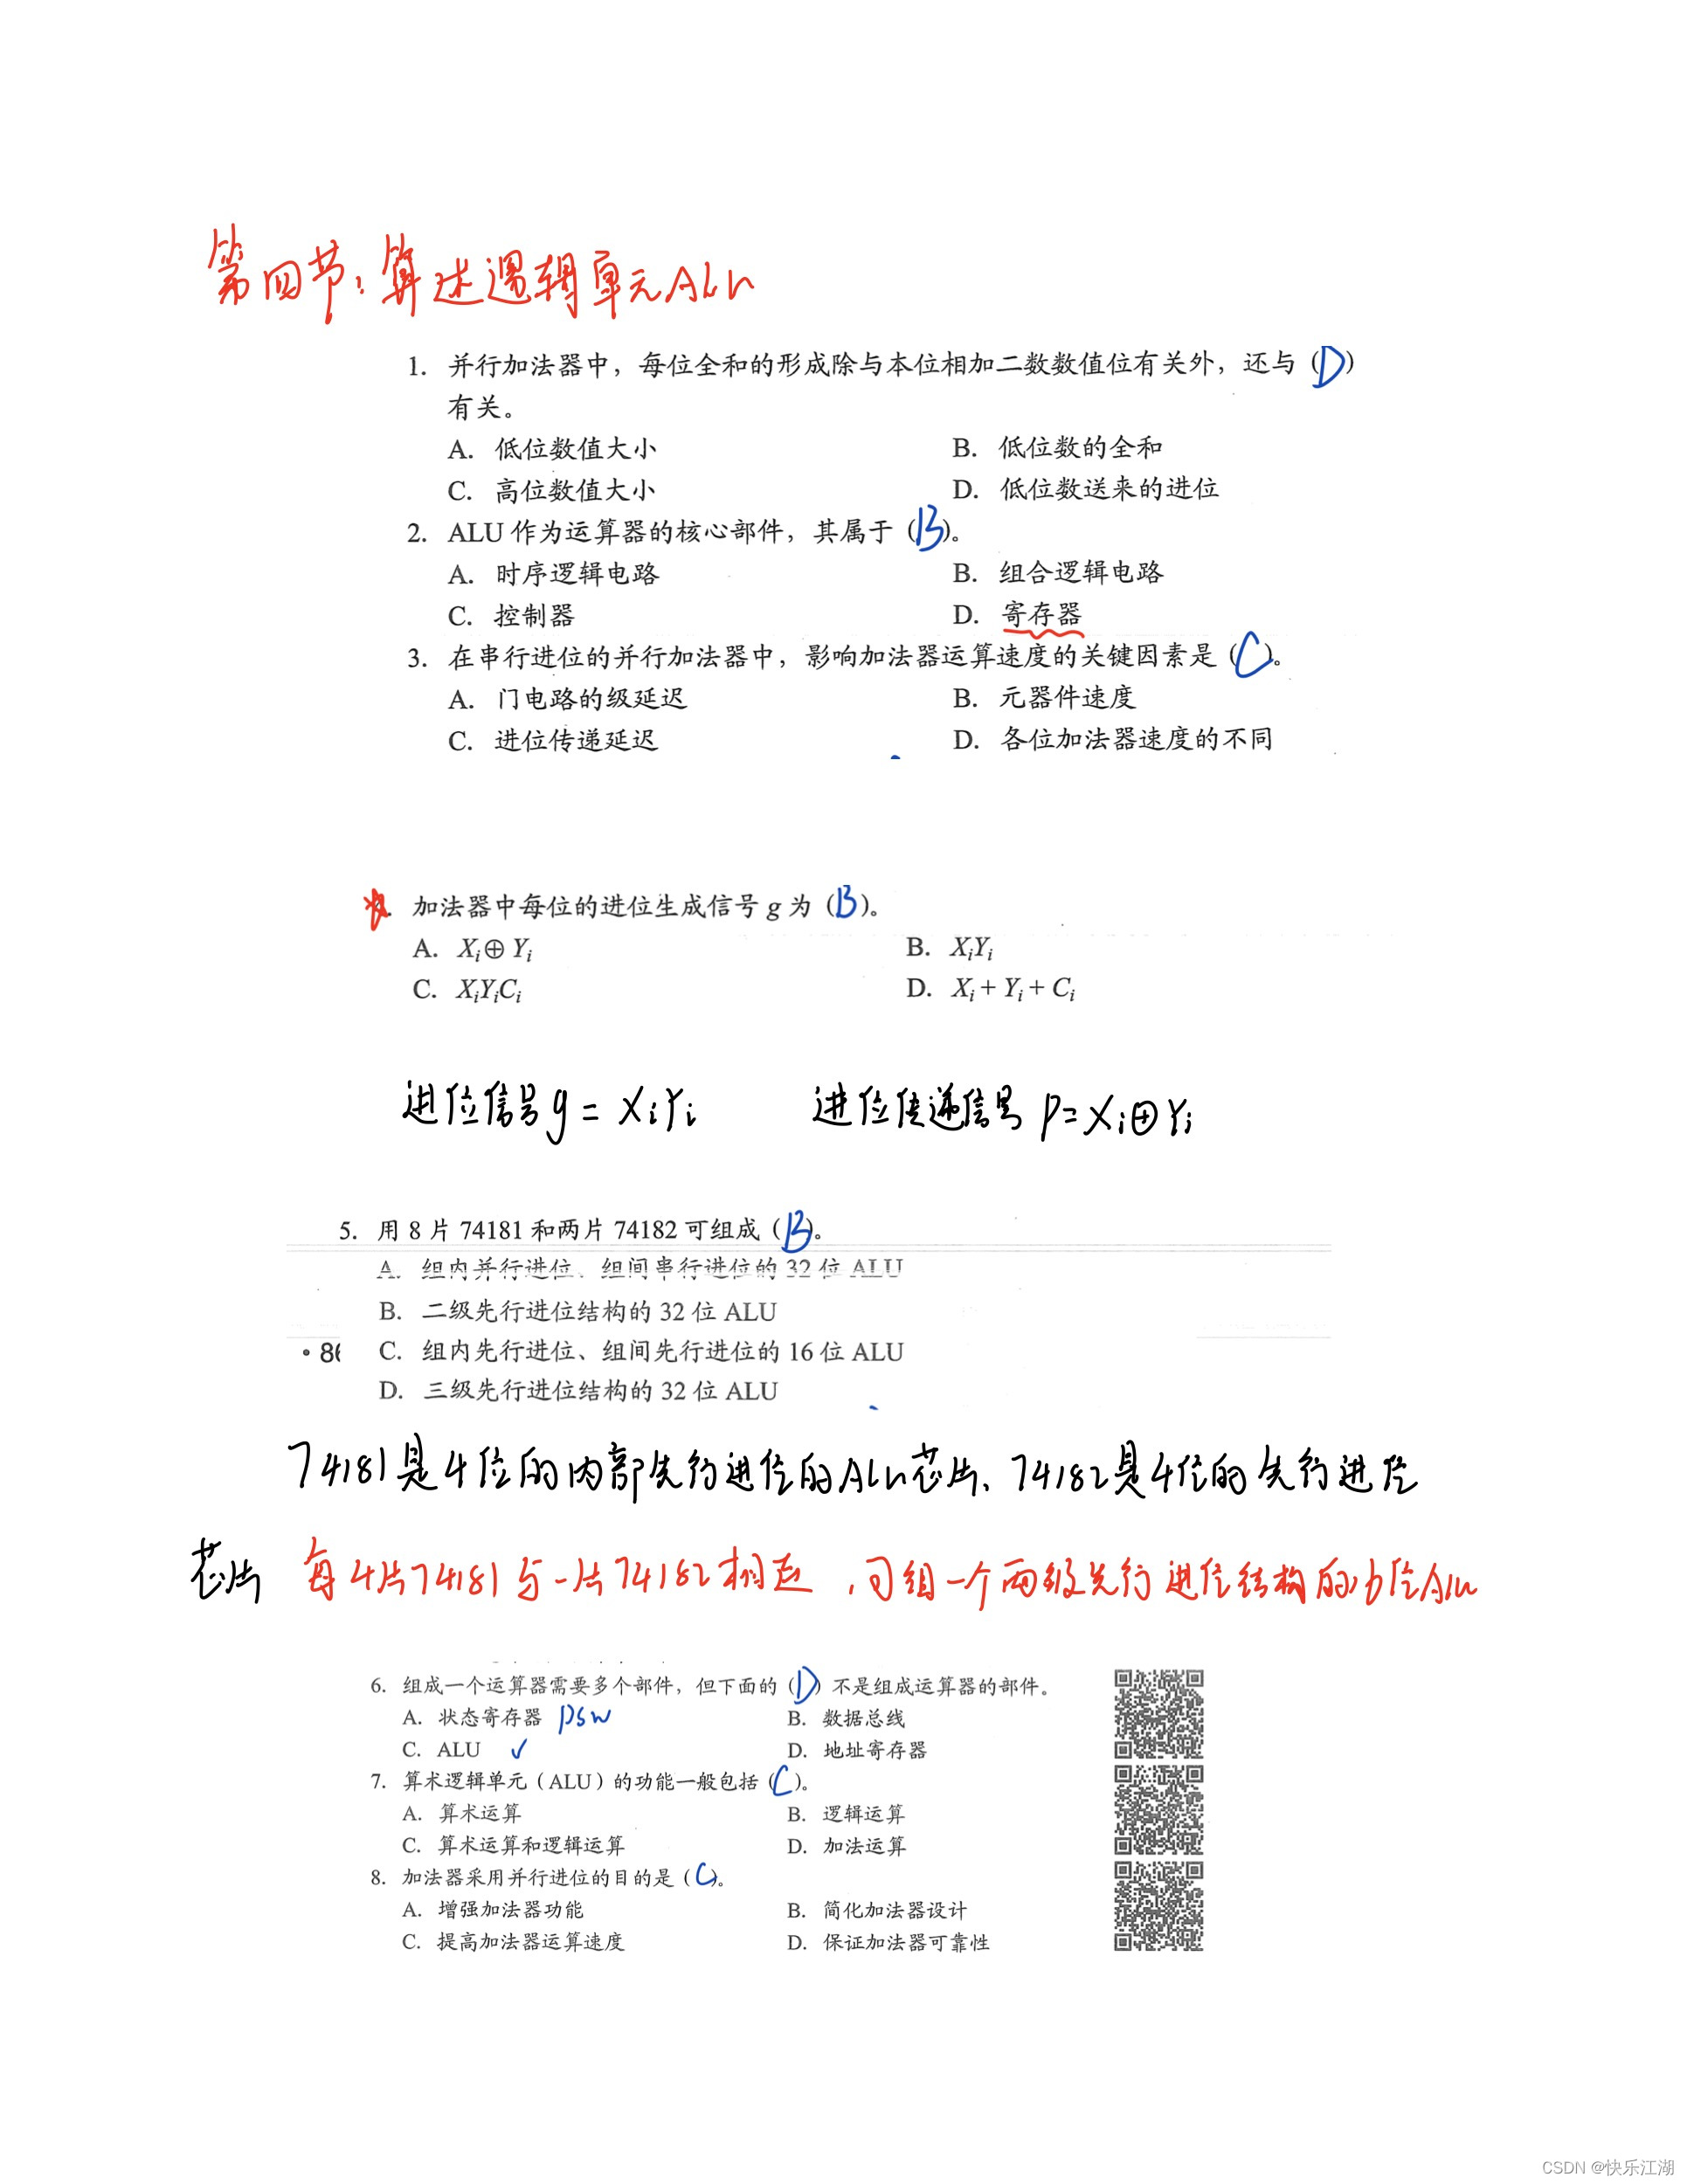 第四节：算述逻辑单元ALU
1. 并行加法器中，每位全和的形成除与本位相加二数数值位有关外，还与（D）
有关。
A. 低位数值大小 B. 低位数的全和
C. 高位数值大小 D. 低位数送来的进位
2. ALU 作为运算器的核心部件，其属于（B）。
A. 时序逻辑电路 B. 组合逻辑电路
C. 控制器 D. 寄存器
3. 在串行进位的并行加法器中，影响加法器运算速度的关键因素是（C）。
A. 门电路的级延迟 B. 元器件速度
C. 进位传递延迟 D. 各位加法器速度的不同
. 加法器中每位的进位生成信号 g 为（B）。
A. Xi⊕Yi B. XiYi
C. XiYiCi D. Xi + Yi + Ci
进位信号g = XiYi 进位传递信号 p=Xi⊕Yi
5. 用 8 片 74181 和两片 74182 可组成（B）。
A. 组内并行进位、组间串行进位的 32 位 ALU
B. 二级先行进位结构的 32 位 ALU
• 86 C. 组内先行进位、组间先行进位的 16 位 ALU
D. 三级先行进位结构的 32 位 ALU
74181是4位的内部先行进位的ALU芯片、74182是4位的先行进位
芯片 每4片74181与一片74182相连，可组一个两级先行进位结构的16位ALU
6. 组成一个运算器需要多个部件，但下面的（D）不是组成运算器的部件。
A. 状态寄存器 PSW B. 数据总线
C. ALU ✓ D. 地址寄存器
7. 算术逻辑单元（ALU）的功能一般包括（C）。
A. 算术运算 B. 逻辑运算
C. 算术运算和逻辑运算 D. 加法运算
8. 加法器采用并行进位的目的是（C）。
A. 增强加法器功能 B. 简化加法器设计
C. 提高加法器运算速度 D. 保证加法器可靠性
CSDN @快乐江湖